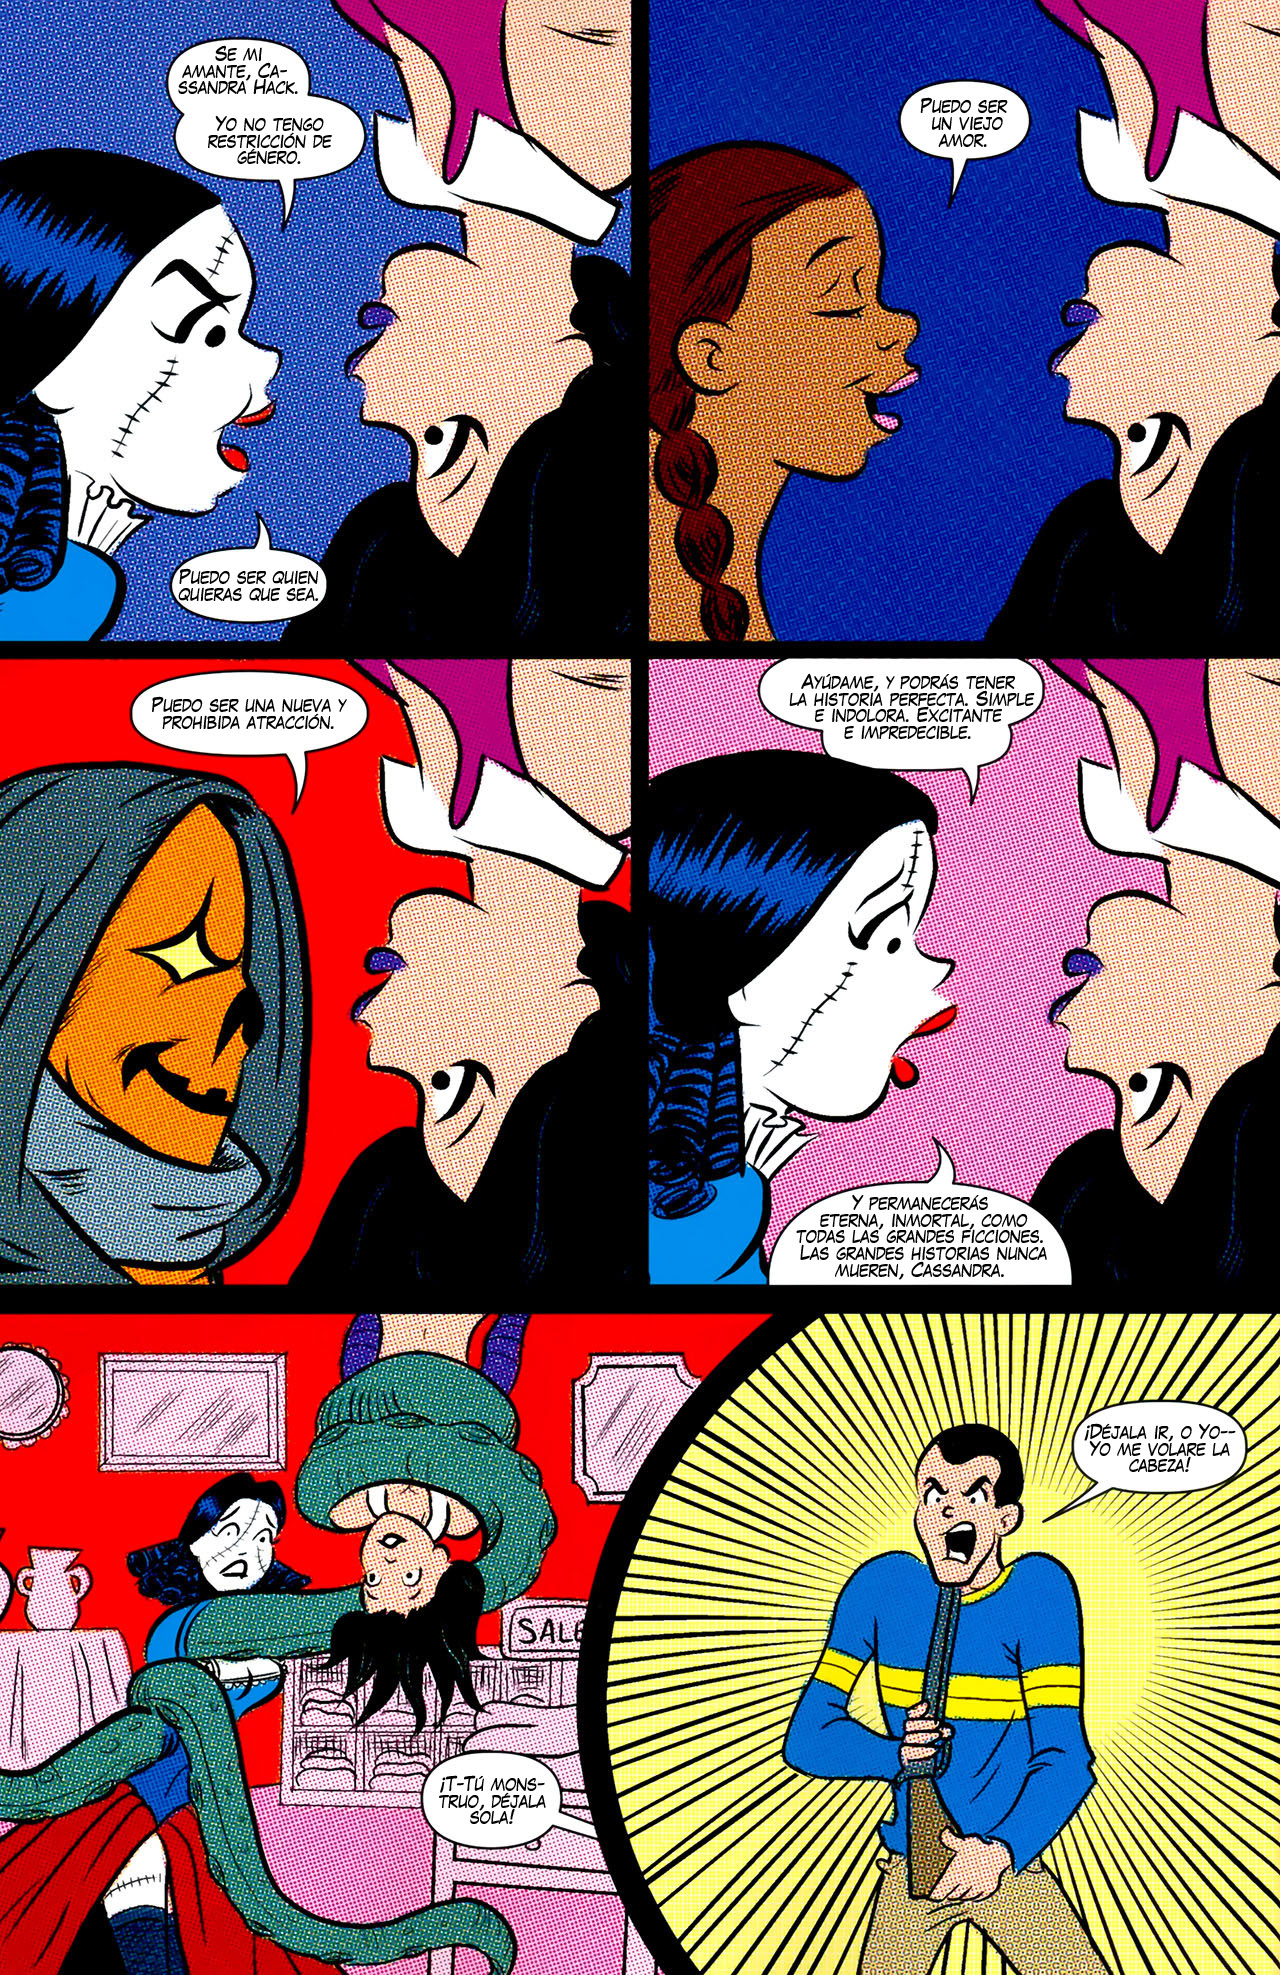 SE MI
AMANTE, CA-
SSANDRA HACK.
YO NO TENGO
RESTRICCIÓN DE
GÉNERO.
PUEDO SER QUIEN
QUIERAS QUE SEA.
PUEDO SER
UN VIEJO
AMOR.
PUEDO SER UNA NUEVA Y
PROHIBIDA ATRACCIÓN.
AYÚDAME, Y PODRÁS TENER
LA HISTORIA PERFECTA. SIMPLE
E INDOLORA. EXCITANTE
E IMPREDECIBLE.
Y PERMANECERÁS
ETERNA, INMORTAL, COMO
TODAS LAS GRANDES FICCIONES.
LAS GRANDES HISTORIAS NUNCA
MUEREN, CASSANDRA.
SALE
¡T-TÚ MONS-
TRUO, DÉJALA
SOLA!
¡DÉJALA IR, O YO--
YO ME VOLARE LA
CABEZA!